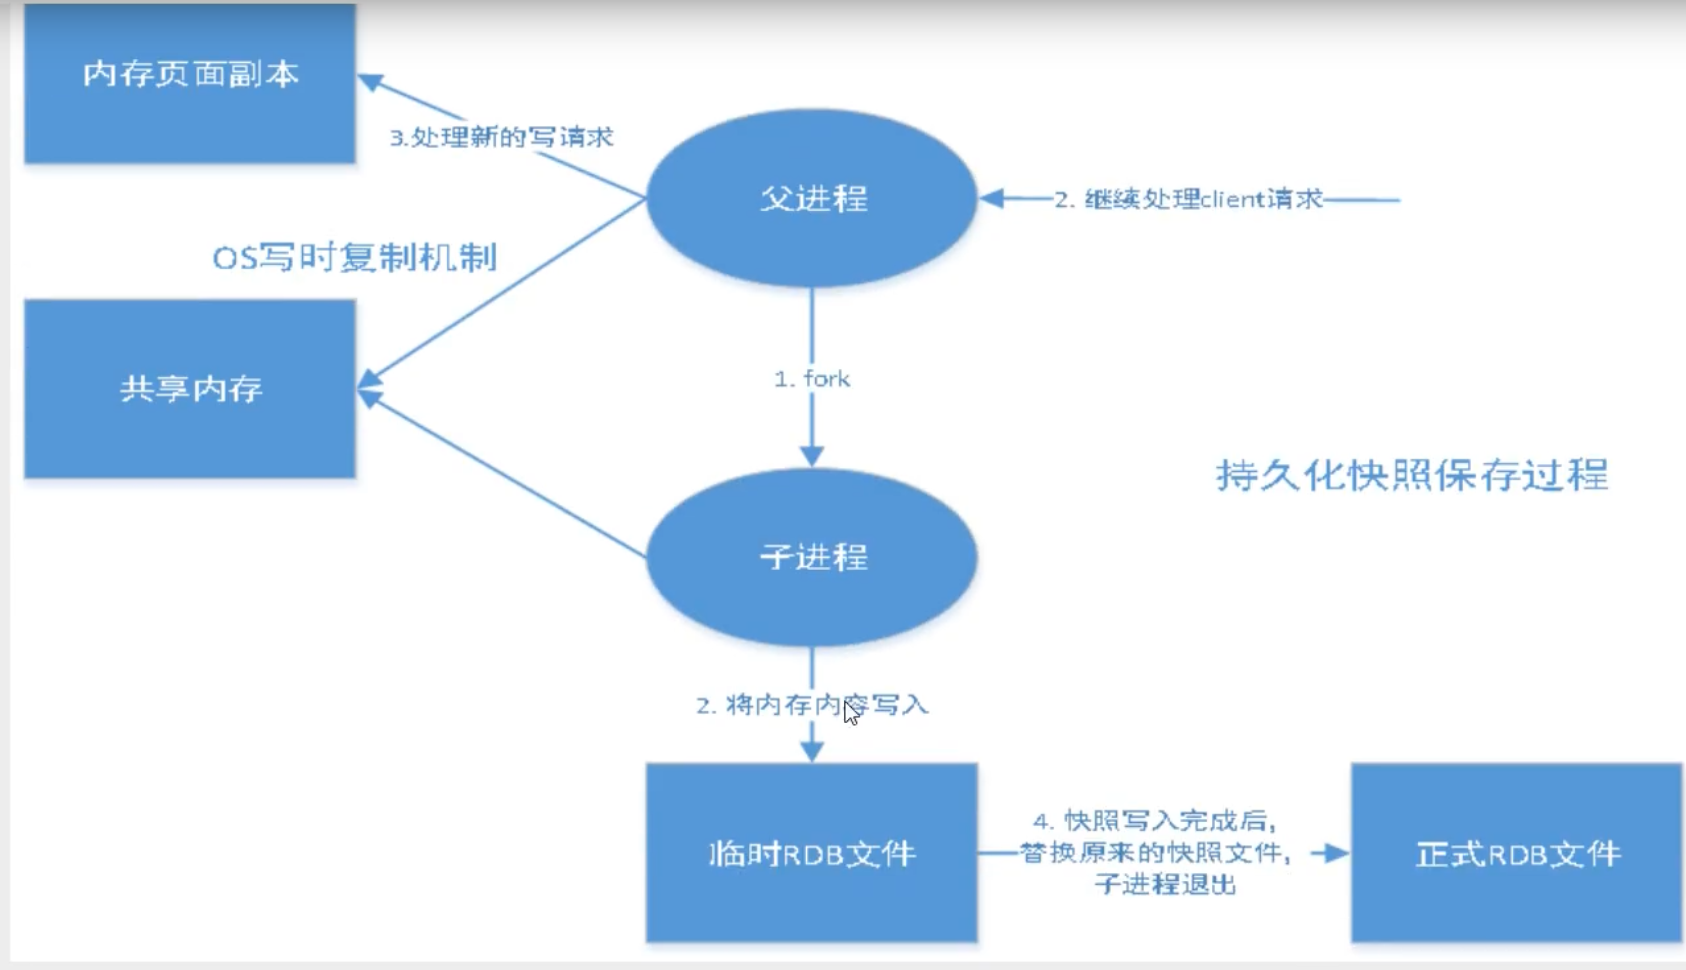 内存页面副本
3.处理新的写请求
父进程
2. 继续处理client请求
OS写时复制机制
共享内存
1. fork
持久化快照保存过程
子进程
2. 将内存内容写入
临时RDB文件
4. 快照写入完成后,
替换原来的快照文件,
子进程退出
正式RDB文件